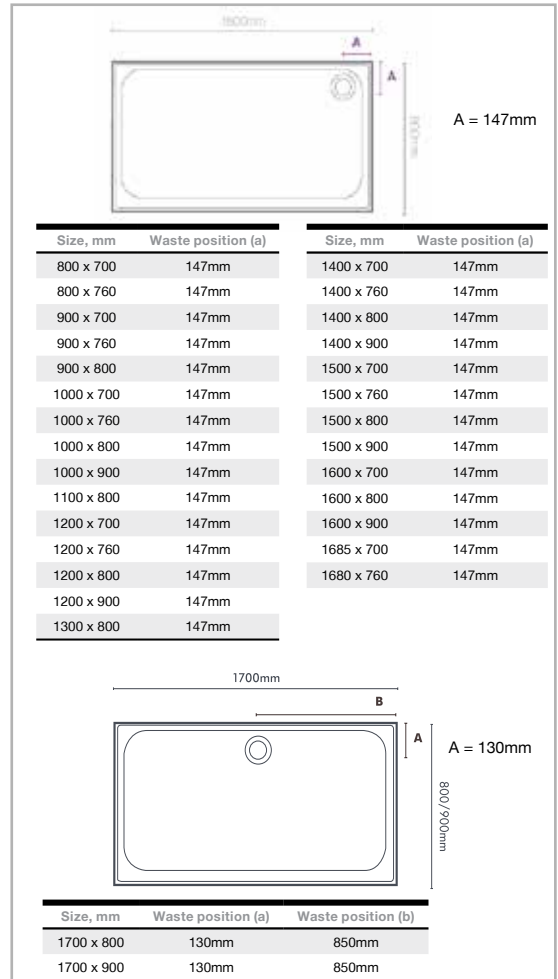 1600mm
A
A
800mm
A = 147mm
Size, mm Waste position (a)
800 x 700 147mm
800 x 760 147mm
900 x 700 147mm
900 x 760 147mm
900 x 800 147mm
1000 x 700 147mm
1000 x 760 147mm
1000 x 800 147mm
1000 x 900 147mm
1100 x 800 147mm
1200 x 700 147mm
1200 x 760 147mm
1200 x 800 147mm
1200 x 900 147mm
1300 x 800 147mm
Size, mm Waste position (a)
1400 x 700 147mm
1400 x 760 147mm
1400 x 800 147mm
1400 x 900 147mm
1500 x 700 147mm
1500 x 760 147mm
1500 x 800 147mm
1500 x 900 147mm
1600 x 700 147mm
1600 x 800 147mm
1600 x 900 147mm
1685 x 700 147mm
1680 x 760 147mm
1700mm
B
A
A = 130mm
800/900mm
Size, mm Waste position (a) Waste position (b)
1700 x 800 130mm 850mm
1700 x 900 130mm 850mm